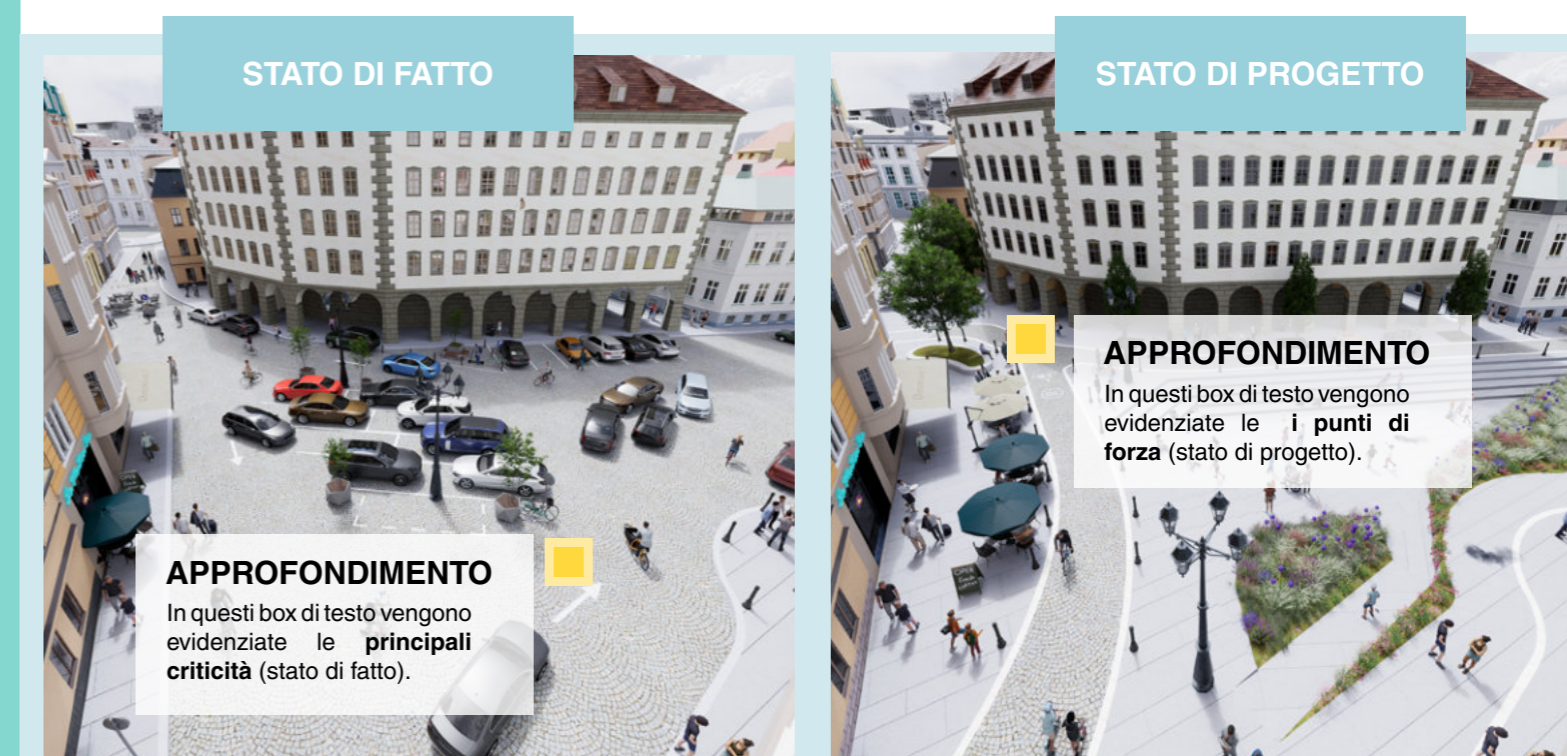 STATO DI FATTO
STATO DI PROGETTO
APPROFONDIMENTO
In questi box di testo vengono
evidenziate le i punti di
forza (stato di progetto).
APPROFONDIMENTO
In questi box di testo vengono
evidenziate le principali
criticità (stato di fatto).